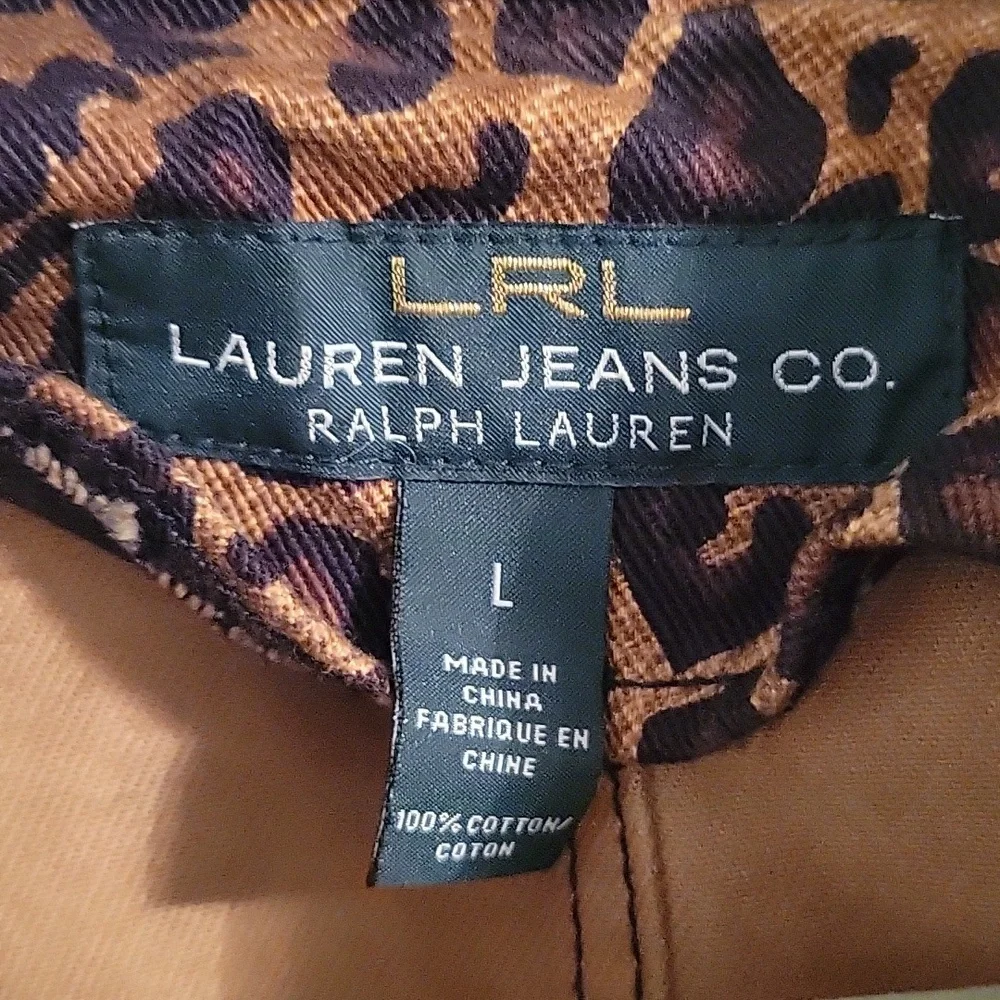 LRL
LAUREN JEANS CO.
RALPH LAUREN
L
MADE IN
CHINA
FABRIQUE EN
CHINE
100% COTTON/
COTON